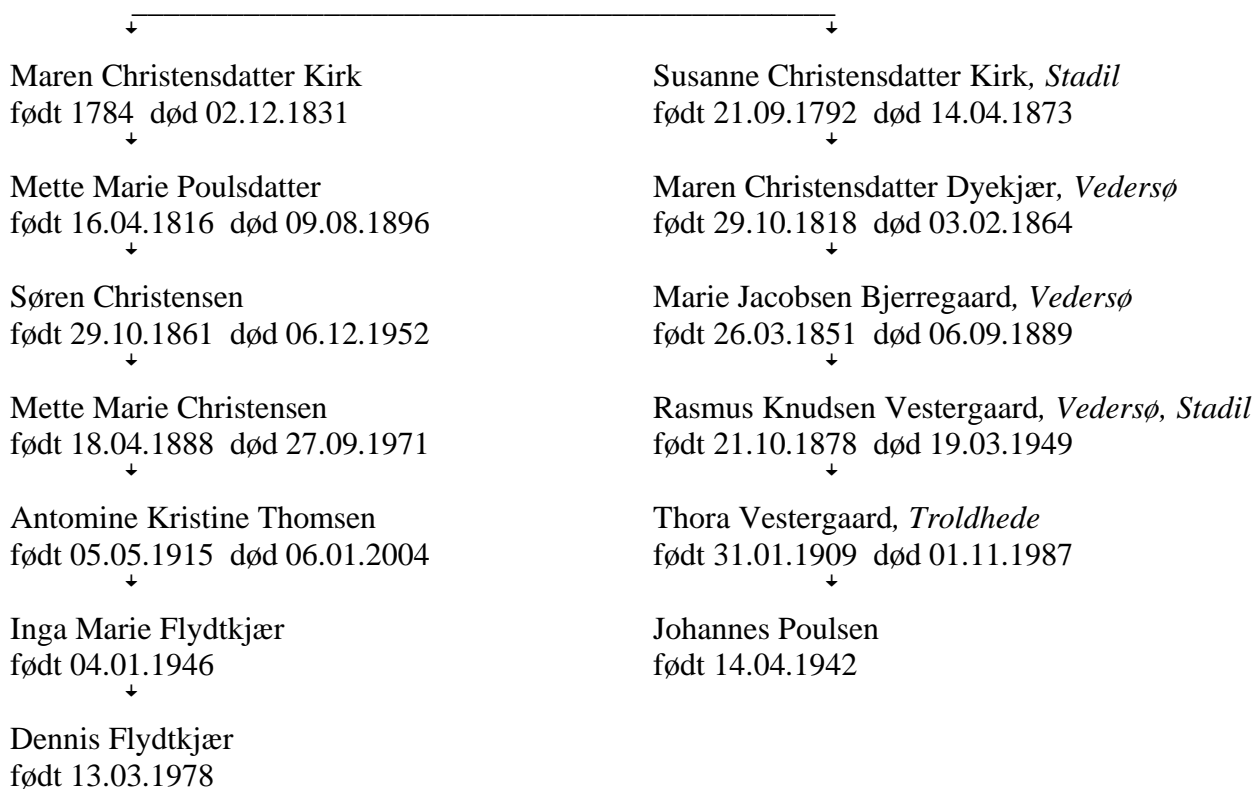 Maren Christensdatter Kirk
født 1784 død 02.12.1831
Mette Marie Poulsdatter
født 16.04.1816 død 09.08.1896
Søren Christensen
født 29.10.1861 død 06.12.1952
Mette Marie Christensen
født 18.04.1888 død 27.09.1971
Antomine Kristine Thomsen
født 05.05.1915 død 06.01.2004
Inga Marie Flydtkjær
født 04.01.1946
Dennis Flydtkjær
født 13.03.1978
Susanne Christensdatter Kirk, Stadil
født 21.09.1792 død 14.04.1873
Maren Christensdatter Dyekjær, Vedersø
født 29.10.1818 død 03.02.1864
Marie Jacobsen Bjerregaard, Vedersø
født 26.03.1851 død 06.09.1889
Rasmus Knudsen Vestergaard, Vedersø, Stadil
født 21.10.1878 død 19.03.1949
Thora Vestergaard, Troldhede
født 31.01.1909 død 01.11.1987
Johannes Poulsen
født 14.04.1942